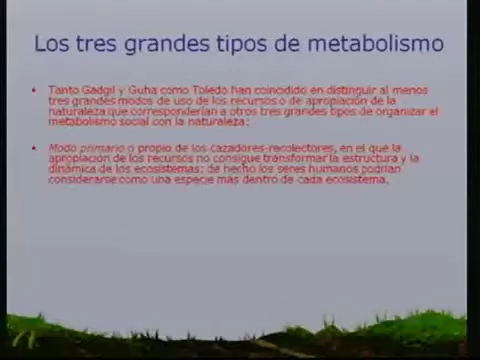 Los tres grandes tipos de metabolismo
Tanto Gadgil y Guha como Toledo han coincidido en distinguir al menos
tres grandes modos de uso de los recursos o de apropiación de la
naturaleza que corresponderían a otros tres grandes tipos de organizar el
metabolismo social con la naturaleza:
Modo primario o propio de los cazadores-recolectores, en el que la
apropiación de los recursos no consigue transformar la estructura y la
dinámica de los ecosistemas; de hecho los seres humanos podrían
considerarse como una especie más dentro de cada ecosistema.